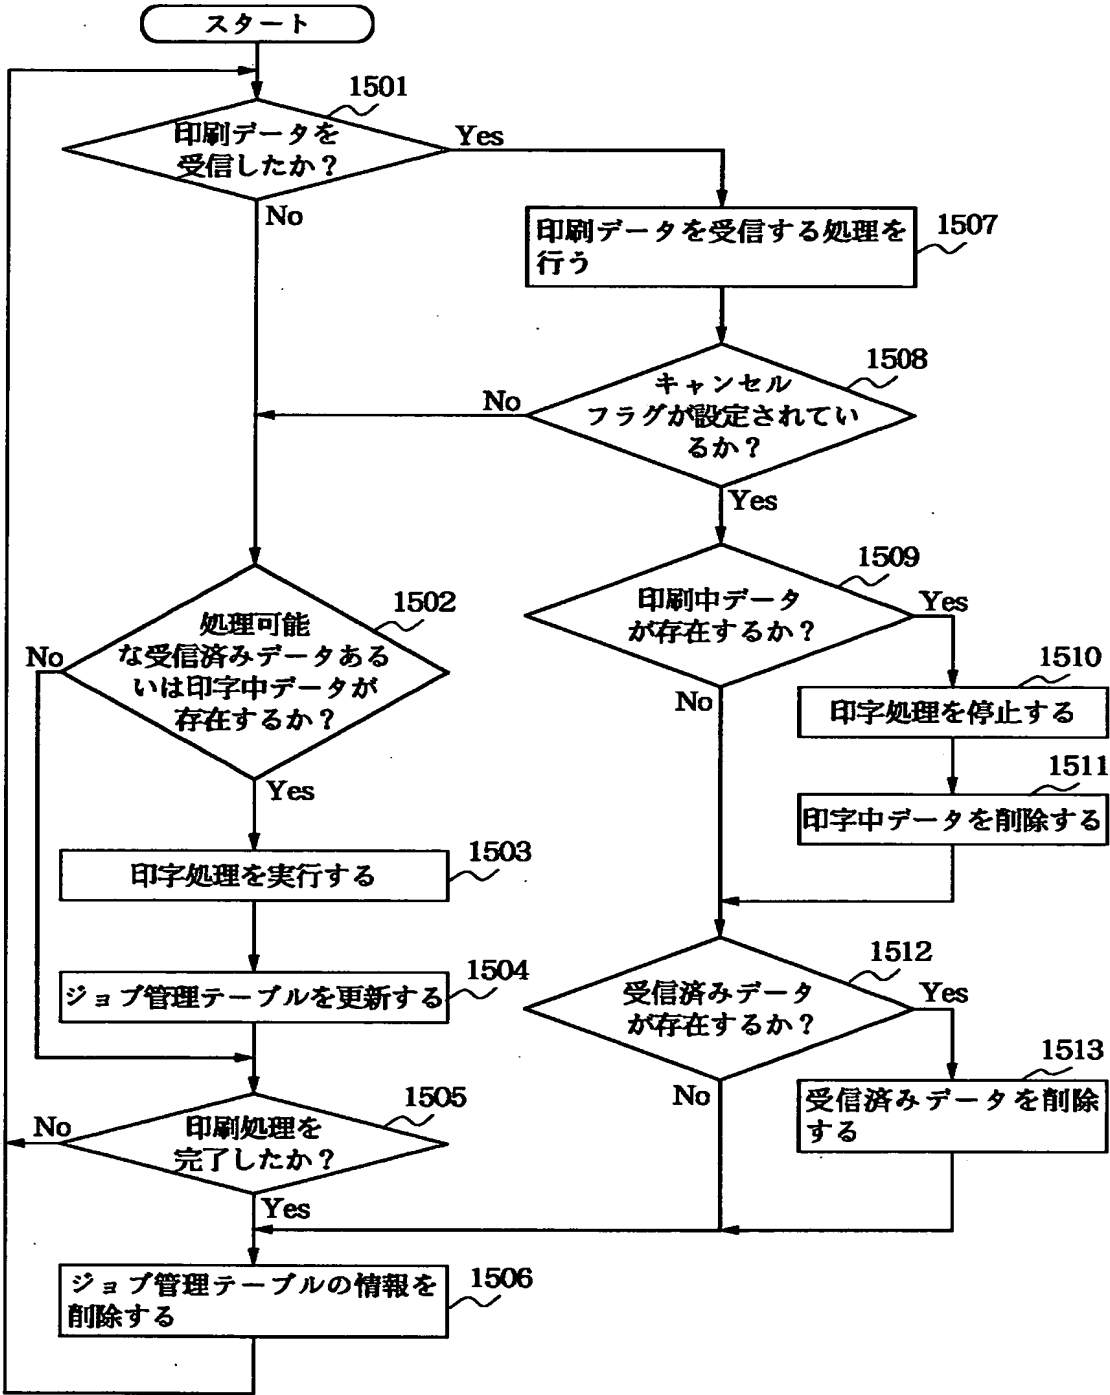 スタート
1501
印刷データを
受信したか？
Yes
No
印刷データを受信する処理を
行う
1507
1508
キャンセル
フラグが設定されてい
るか？
No
Yes
1509
印刷中データ
が存在するか？
Yes
No
1502
処理可能
な受信済みデータある
いは印字中データが
存在するか？
No
Yes
1510
印字処理を停止する
1511
印字中データを削除する
1503
印字処理を実行する
1504
ジョブ管理テーブルを更新する
1512
受信済みデータ
が存在するか？
Yes
No
1513
受信済みデータを削除
する
1505
印刷処理を
完了したか？
No
Yes
ジョブ管理テーブルの情報を
削除する
1506